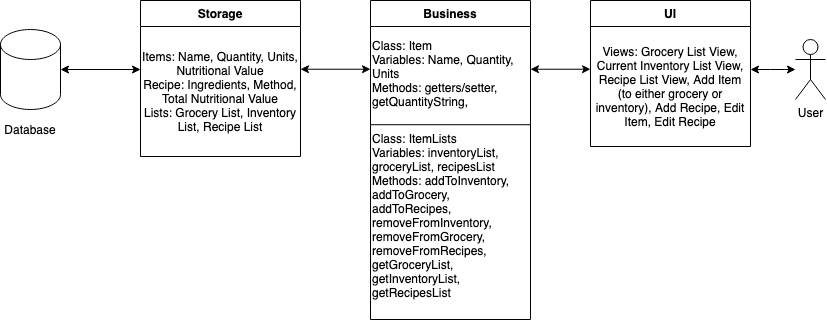 Storage
Items: Name, Quantity, Units,
Nutritional Value
Recipe: Ingredients, Method,
Total Nutritional Value
Lists: Grocery List, Inventory
List, Recipe List
Database
Business
Class: Item
Variables: Name, Quantity,
Units
Methods: getters/setter,
getQuantityString,
Class: ItemLists
Variables: inventoryList,
groceryList, recipesList
Methods: addToInventory,
addToGrocery,
addToRecipes,
removeFromInventory,
removeFromGrocery,
removeFromRecipes,
getGroceryList,
getInventoryList,
getRecipesList
UI
Views: Grocery List View,
Current Inventory List View,
Recipe List View, Add Item
(to either grocery or
inventory), Add Recipe, Edit
Item, Edit Recipe
User